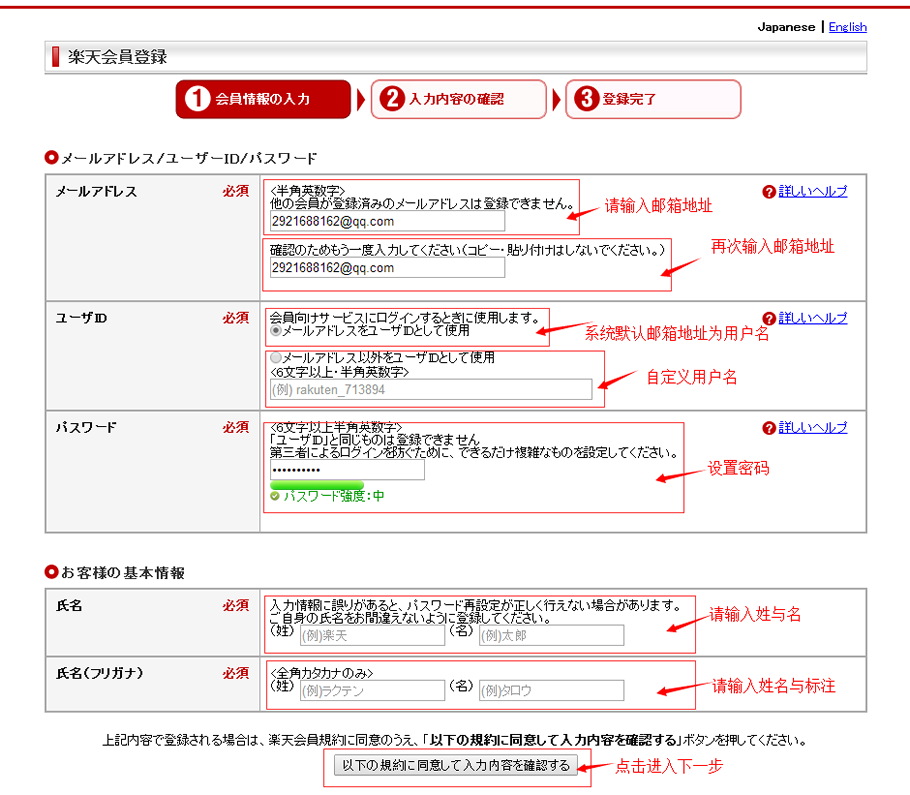 Japanese | English
楽天会員登録
1 会員情報の入力
2 入力内容の確認
3 登録完了
メールアドレス/ユーザーID/パスワード
メールアドレス 必須
<半角英数字>
他の会員が登録済みのメールアドレスは登録できません。
2921688162@qq.com
请输入邮箱地址
? 詳しいヘルプ
確認のためもう一度入力してください(コピー・貼り付けはしないでください。)
2921688162@qq.com
再次输入邮箱地址
ユーザID 必須
会員向けサービスにログインするときに使用します。
メールアドレスをユーザIDとして使用
系统默认邮箱地址为用户名
? 詳しいヘルプ
メールアドレス以外をユーザIDとして使用
<6文字以上・半角英数字>
(例) rakuten_713894
自定义用户名
パスワード 必須
<6文字以上半角英数字>
「ユーザID」と同じものは登録できません
第三者によるログインを防ぐために、できるだけ複雑なものを設定してください。
••••••••••
パスワード強度:中
设置密码
? 詳しいヘルプ
お客様の基本情報
氏名 必須
入力情報に誤りがあると、パスワード再設定が正しく行えない場合があります。
ご自身の氏名をお間違えないように登録してください。
(姓) (例)楽天 (名) (例)太郎
请输入姓与名
氏名(フリガナ) 必須
<全角カタカナのみ>
(姓) (例)ラクテン (名) (例)タロウ
请输入姓名与标注
上記内容で登録される場合は、楽天会員規約に同意のうえ、「以下の規約に同意して入力内容を確認する」ボタンを押してください。
以下の規約に同意して入力内容を確認する
点击进入下一步